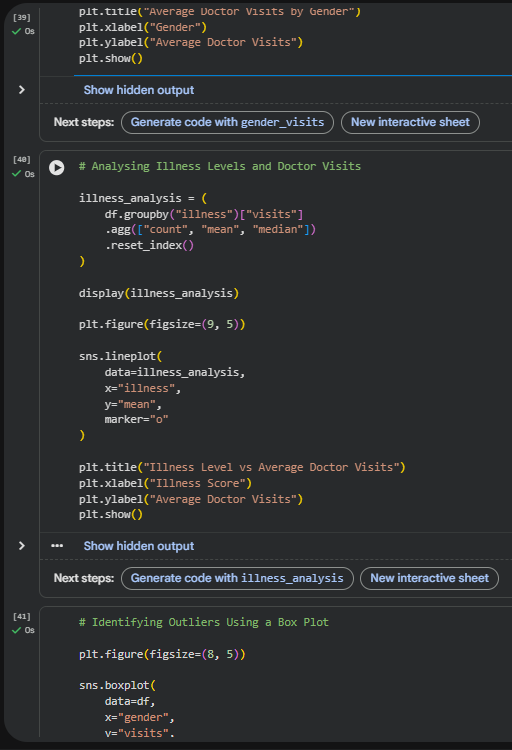 plt.title("Average Doctor Visits by Gender")
[39]
plt.xlabel("Gender")
0s
plt.ylabel("Average Doctor Visits")
plt.show()
Show hidden output
Next steps: Generate code with gender_visits New interactive sheet
[40]
0s
# Analysing Illness Levels and Doctor Visits
illness_analysis = (
df.groupby("illness")["visits"]
.agg(["count", "mean", "median"])
.reset_index()
)
display(illness_analysis)
plt.figure(figsize=(9, 5))
sns.lineplot(
data=illness_analysis,
x="illness",
y="mean",
marker="o"
)
plt.title("Illness Level vs Average Doctor Visits")
plt.xlabel("Illness Score")
plt.ylabel("Average Doctor Visits")
plt.show()
Show hidden output
Next steps: Generate code with illness_analysis New interactive sheet
[41]
0s
# Identifying Outliers Using a Box Plot
plt.figure(figsize=(8, 5))
sns.boxplot(
data=df,
x="gender",
y="visits",